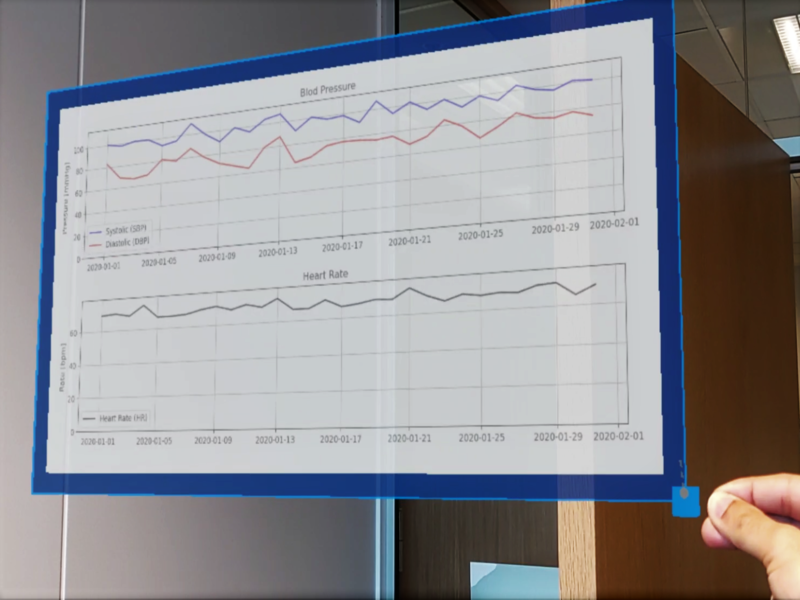 Blod Pressure
Pressure (mmHg)
100
80
60
40
20
0
Systolic (SBP)
Diastolic (DBP)
2020-01-01 2020-01-05 2020-01-09 2020-01-13 2020-01-17 2020-01-21 2020-01-25 2020-01-29 2020-02-01
Heart Rate
Rate (bpm)
60
40
20
0
Heart Rate (HR)
2020-01-01 2020-01-05 2020-01-09 2020-01-13 2020-01-17 2020-01-21 2020-01-25 2020-01-29 2020-02-01